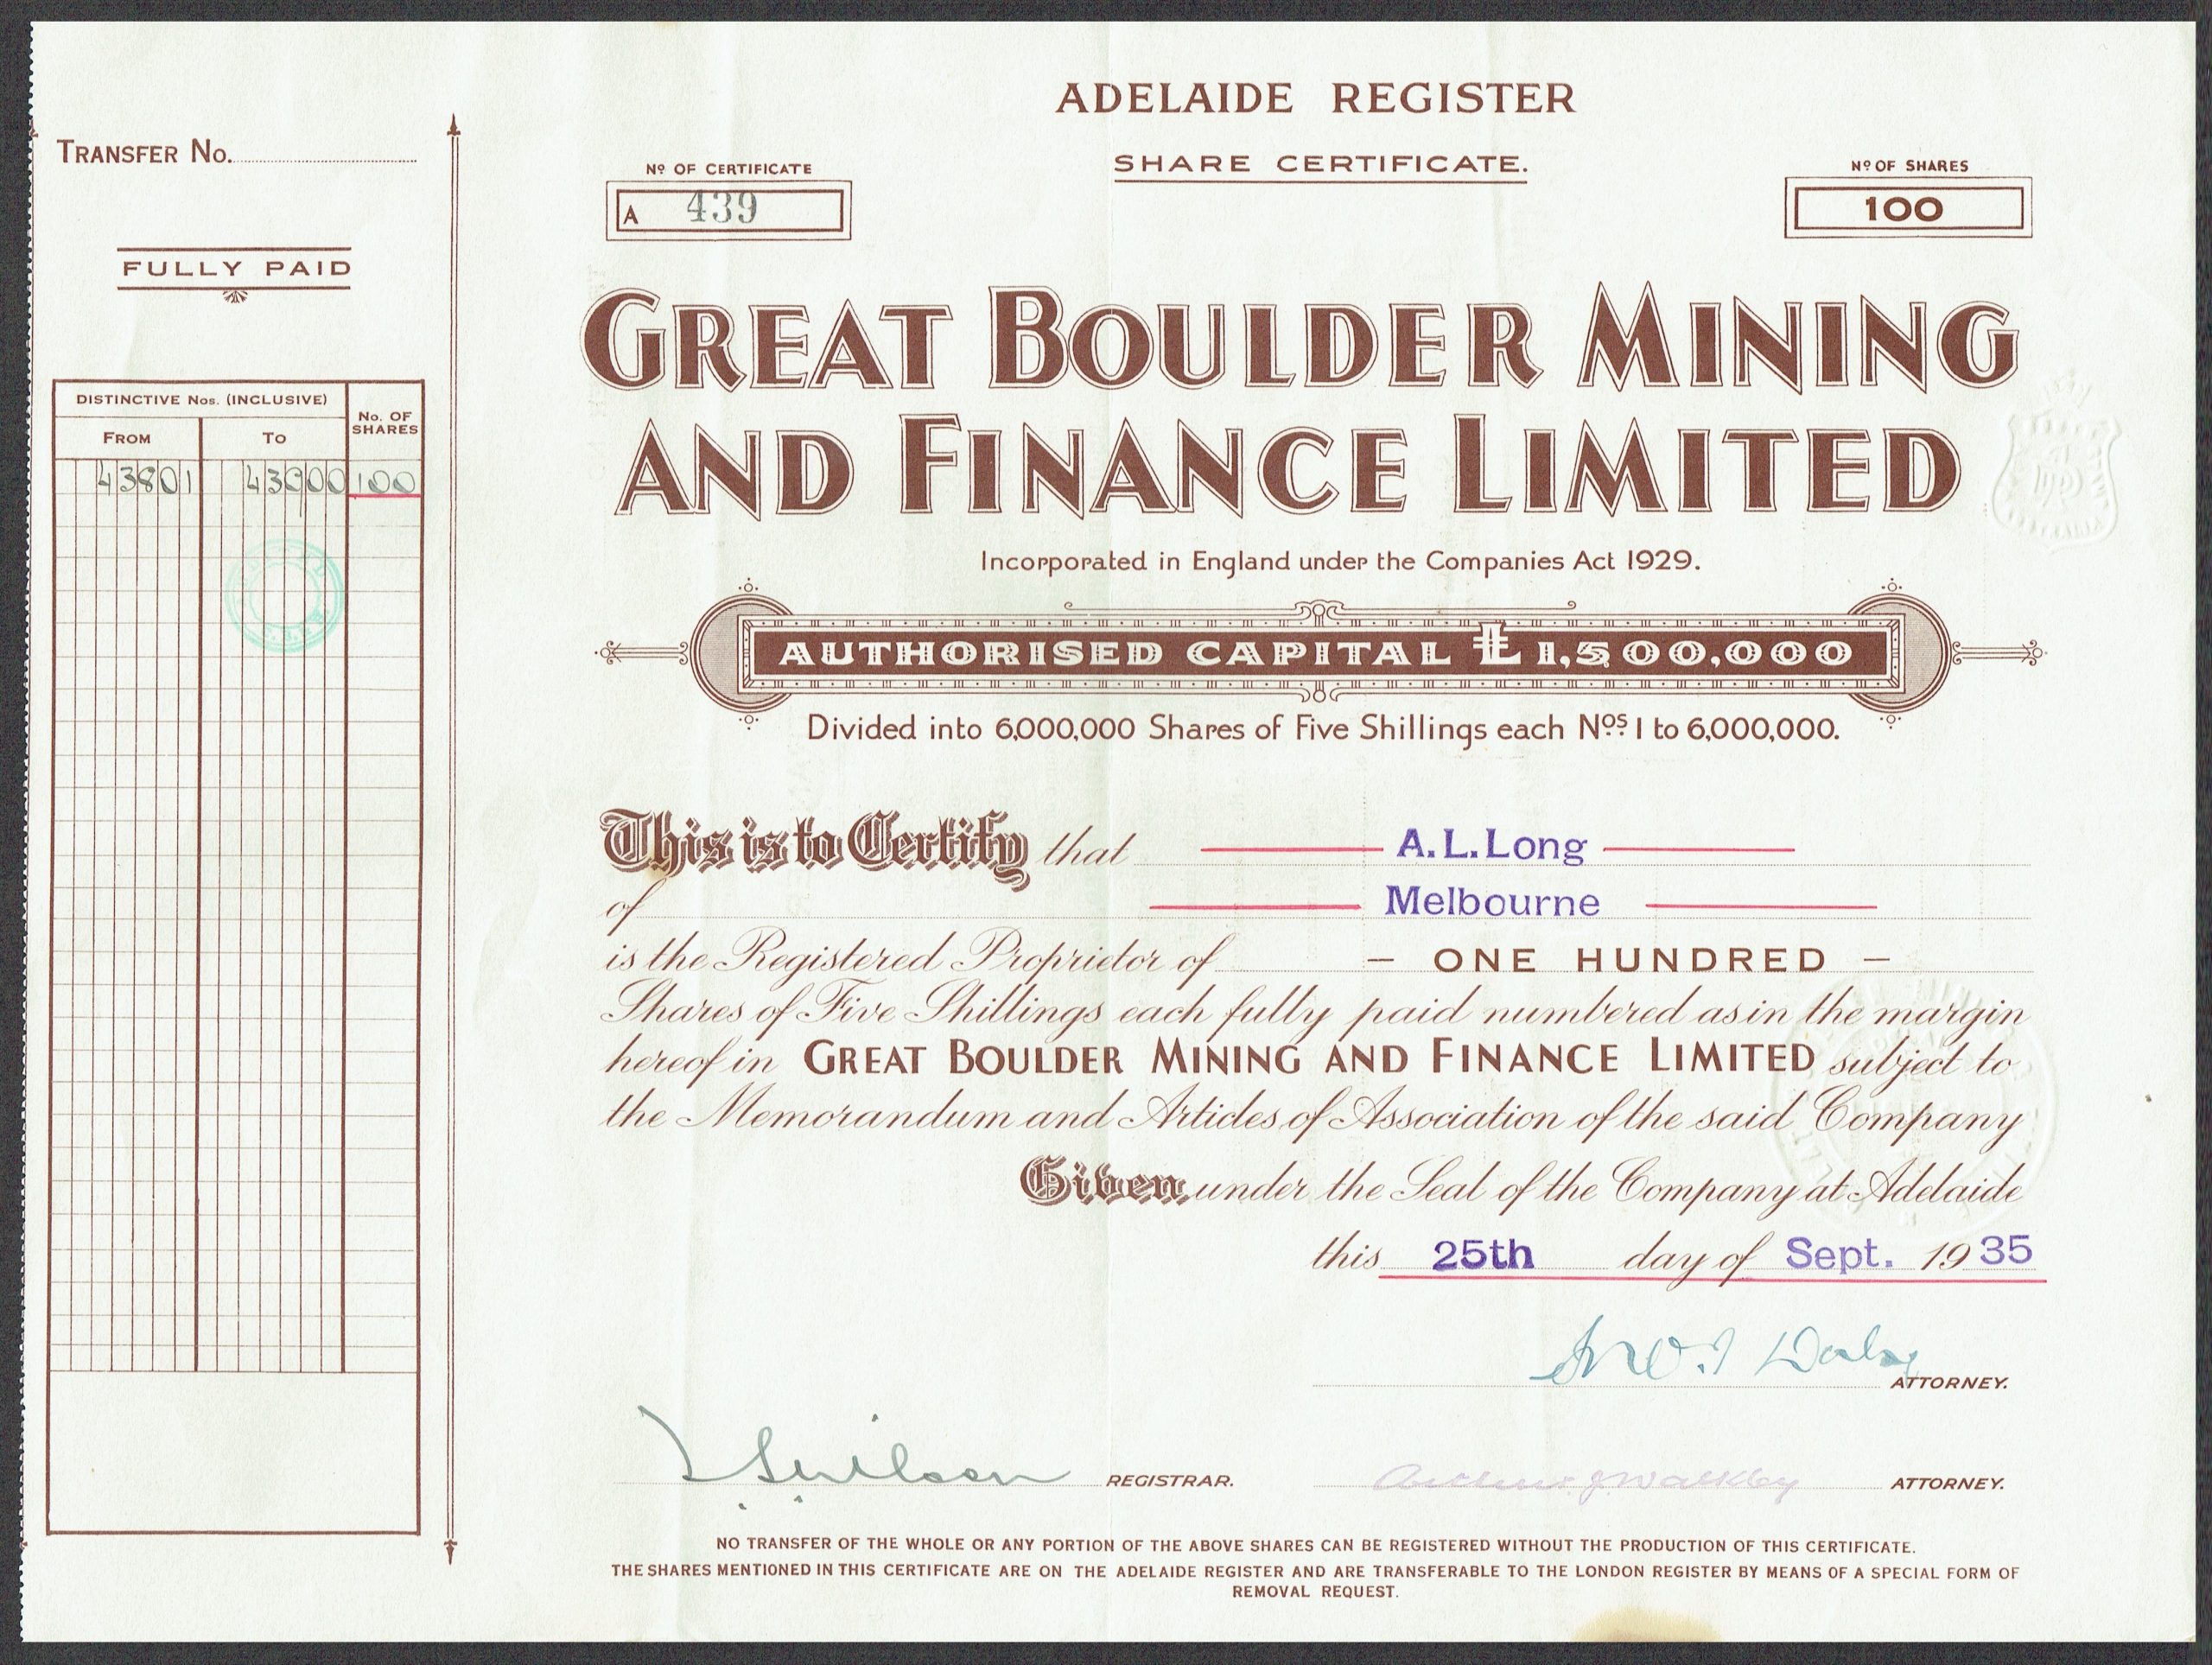 ADELAIDE REGISTER
SHARE CERTIFICATE.
TRANSFER No.
FULLY PAID
DISTINCTIVE Nos. (INCLUSIVE)
FROM TO No. OF SHARES
43801 43900 100
No OF CERTIFICATE
A 439
No OF SHARES
100
GREAT BOULDER MINING
AND FINANCE LIMITED
Incorporated in England under the Companies Act 1929.
AUTHORISED CAPITAL £1,500,000
Divided into 6,000,000 Shares of Five Shillings each Nos. 1 to 6,000,000.
This is to Certify that A.L.Long
of Melbourne
is the Registered Proprietor of - ONE HUNDRED -
Shares of Five Shillings each fully paid numbered as in the margin
hereof in GREAT BOULDER MINING AND FINANCE LIMITED subject to
the Memorandum and Articles of Association of the said Company
Given under the Seal of the Company at Adelaide
this 25th day of Sept. 1935
ATTORNEY.
REGISTRAR.
Arthur J Walkley ATTORNEY.
NO TRANSFER OF THE WHOLE OR ANY PORTION OF THE ABOVE SHARES CAN BE REGISTERED WITHOUT THE PRODUCTION OF THIS CERTIFICATE.
THE SHARES MENTIONED IN THIS CERTIFICATE ARE ON THE ADELAIDE REGISTER AND ARE TRANSFERABLE TO THE LONDON REGISTER BY MEANS OF A SPECIAL FORM OF
REMOVAL REQUEST.